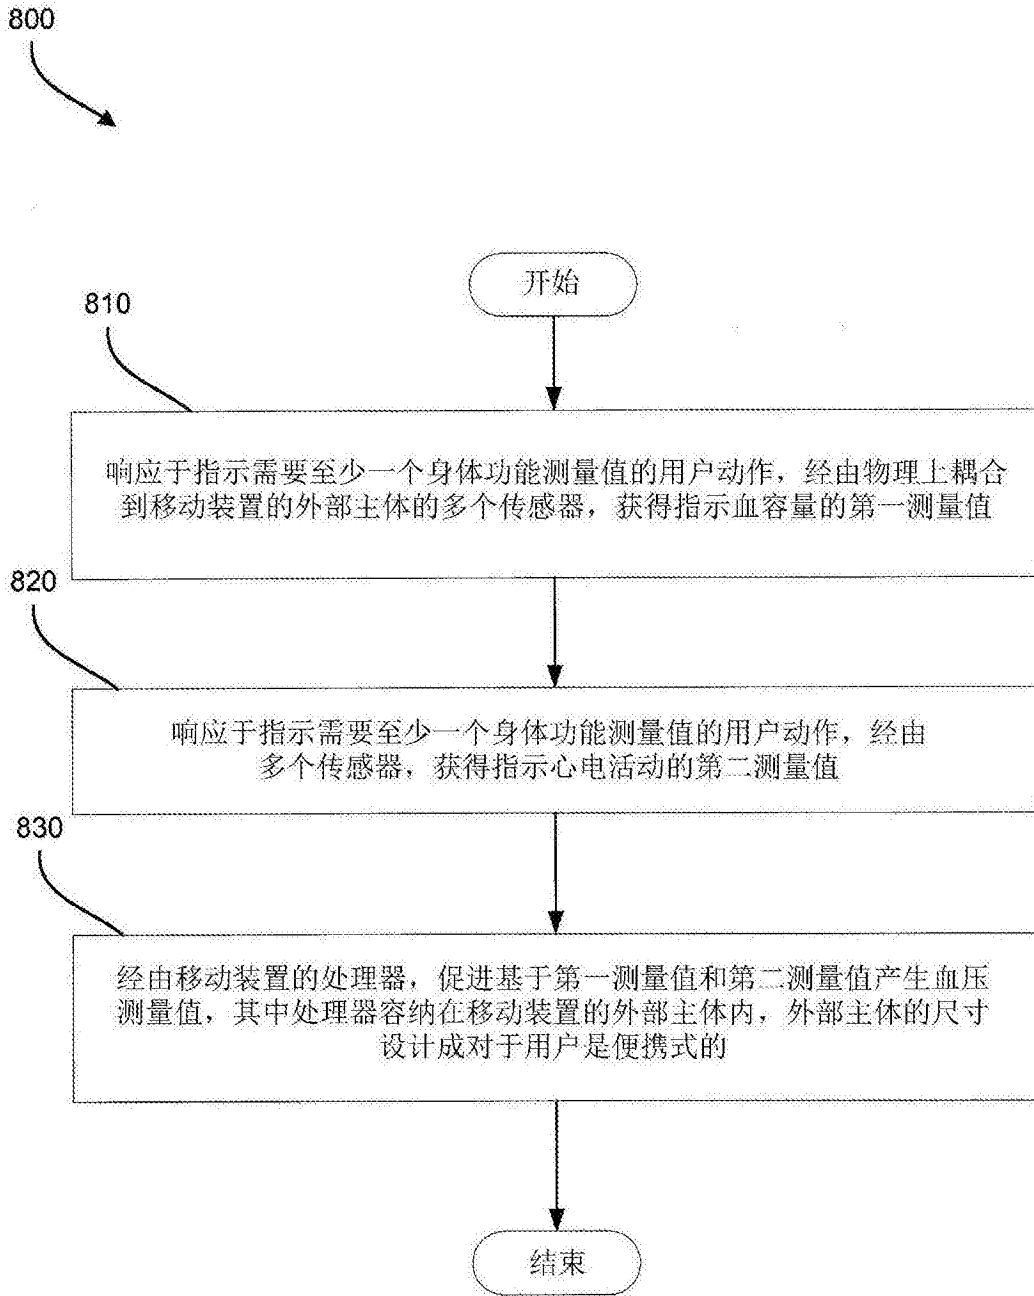 800
开始
810
响应于指示需要至少一个身体功能测量值的用户动作，经由物理上耦合
到移动装置的外部主体的多个传感器，获得指示血容量的第一测量值
820
响应于指示需要至少一个身体功能测量值的用户动作，经由
多个传感器，获得指示心电活动的第二测量值
830
经由移动装置的处理器，促进基于第一测量值和第二测量值产生血压
测量值，其中处理器容纳在移动装置的外部主体内，外部主体的尺寸
设计成对于用户是便携式的
结束